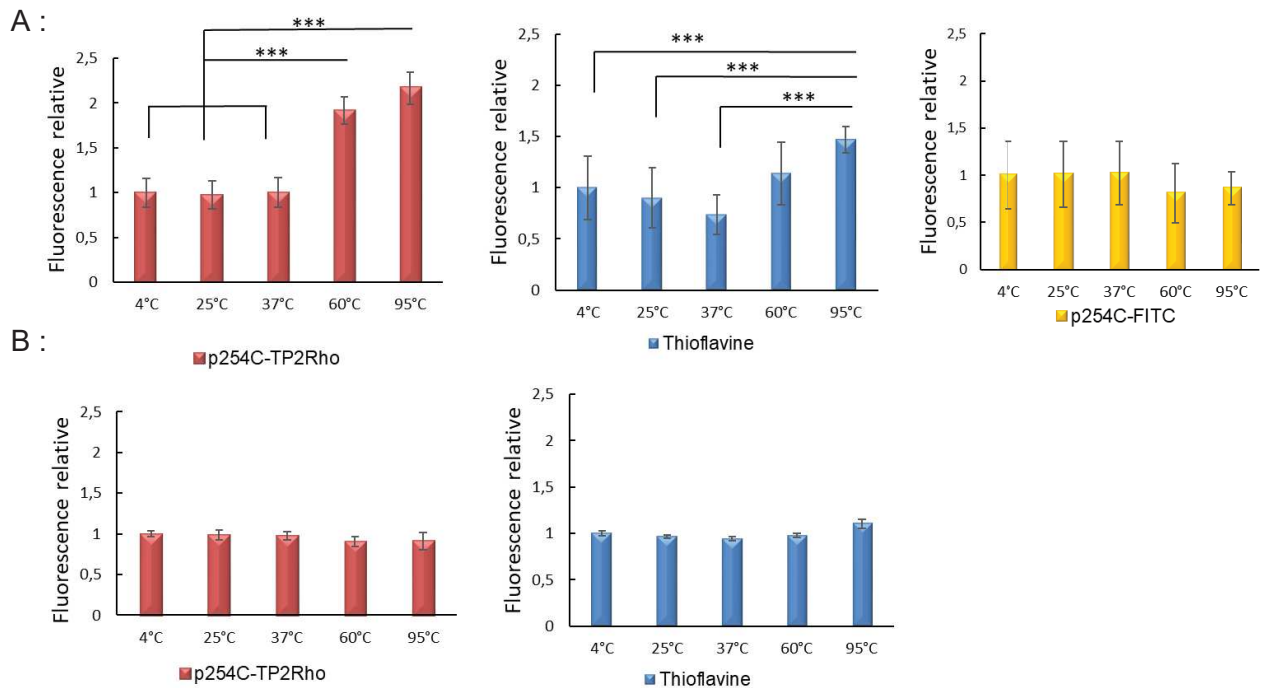 A :
***
***
Fluorescence relative
2,5
2
1,5
1
0,5
0
4°C 25°C 37°C 60°C 95°C
p254C-TP2Rho
***
***
***
Fluorescence relative
2,5
2
1,5
1
0,5
0
4°C 25°C 37°C 60°C 95°C
Thioflavine
Fluorescence relative
2,5
2
1,5
1
0,5
0
4°C 25°C 37°C 60°C 95°C
p254C-FITC
B :
Fluorescence relative
2,5
2
1,5
1
0,5
0
4°C 25°C 37°C 60°C 95°C
p254C-TP2Rho
Fluorescence relative
2,5
2
1,5
1
0,5
0
4°C 25°C 37°C 60°C 95°C
Thioflavine